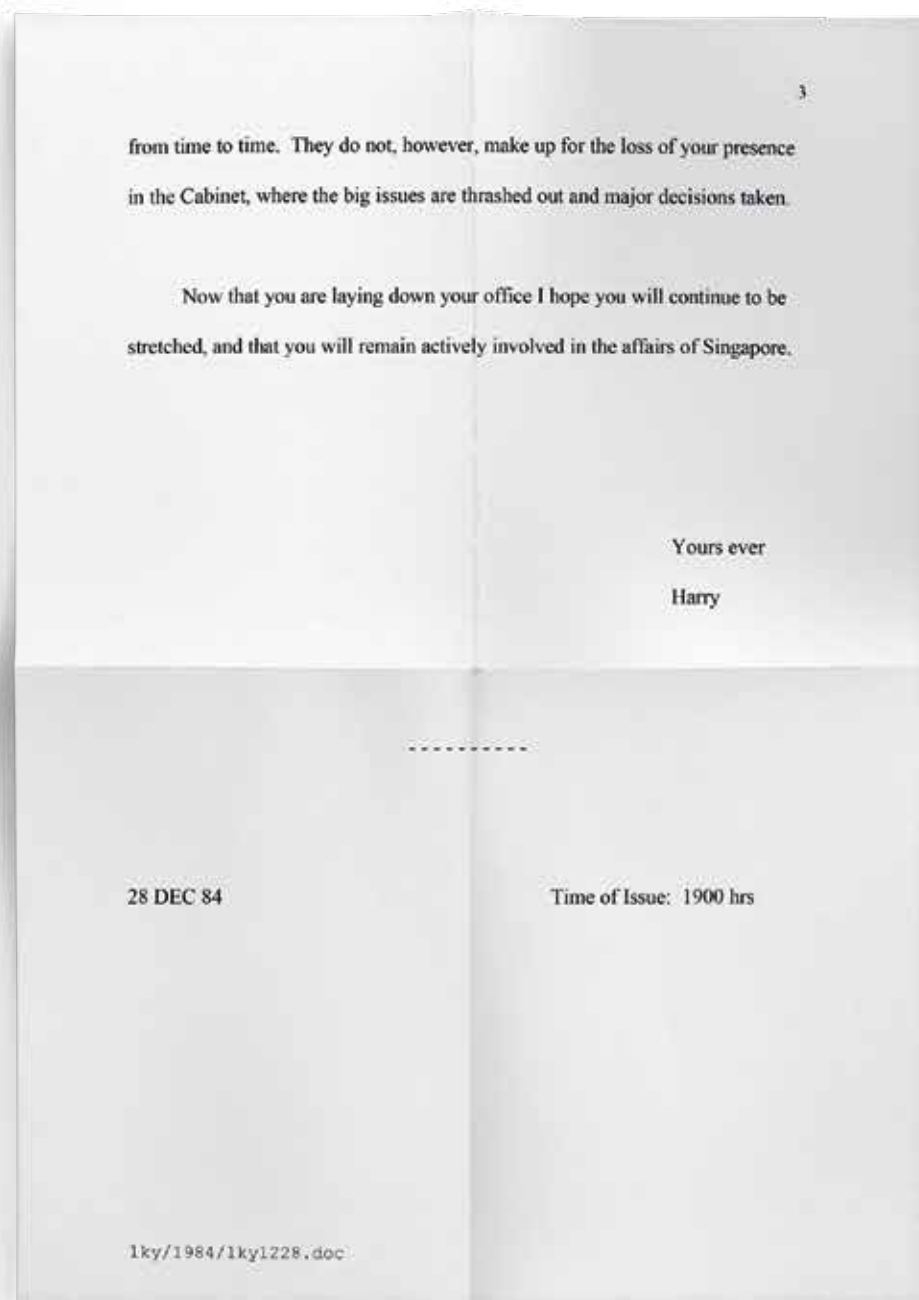 3
from time to time. They do not, however, make up for the loss of your presence
in the Cabinet, where the big issues are thrashed out and major decisions taken.
Now that you are laying down your office I hope you will continue to be
stretched, and that you will remain actively involved in the affairs of Singapore.
Yours ever
Harry
----------
28 DEC 84 Time of Issue: 1900 hrs
lky/1984/lky1228.doc